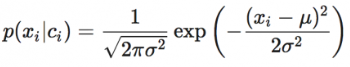 p(x_i|c_i) = \frac{1}{\sqrt{2\pi\sigma^2}} \exp\left(-\frac{(x_i - \mu)^2}{2\sigma^2}\right)